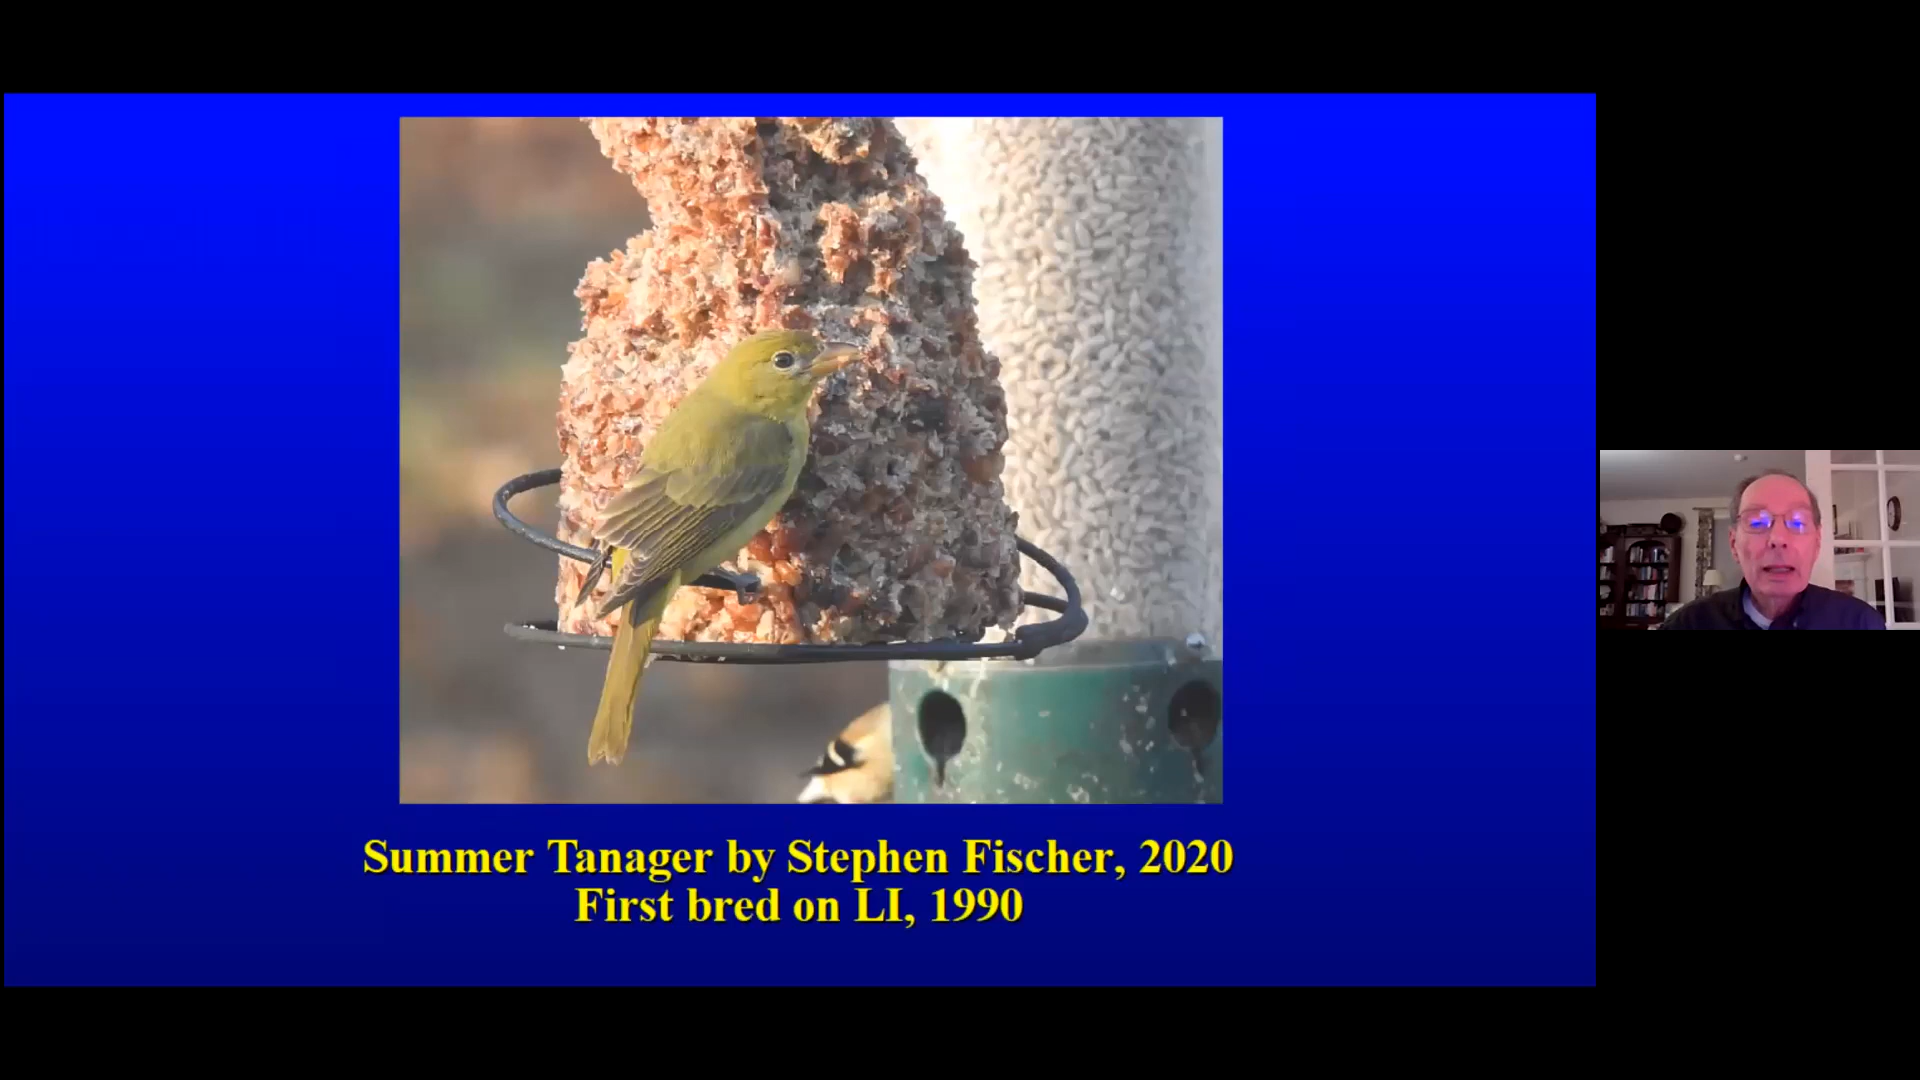 Summer Tanager by Stephen Fischer, 2020
First bred on LI, 1990